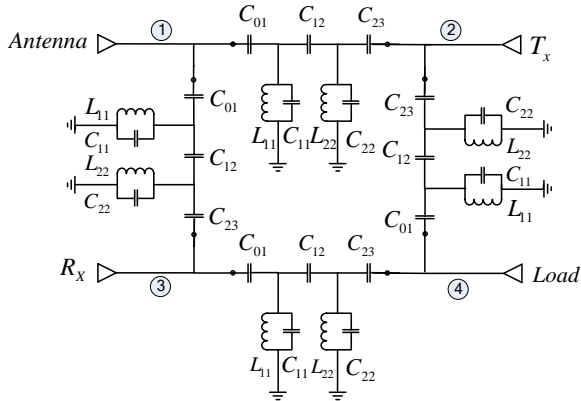 1 C01 C12 C23 2
Antenna Tx
L11 C11 L22 C22
C01 C23 C22
L11 C11 L22
L22 C12 C12 C11
C22 L11
C23 C01 C12 C23 C01
RX Load
3 4
L11 C11 L22 C22